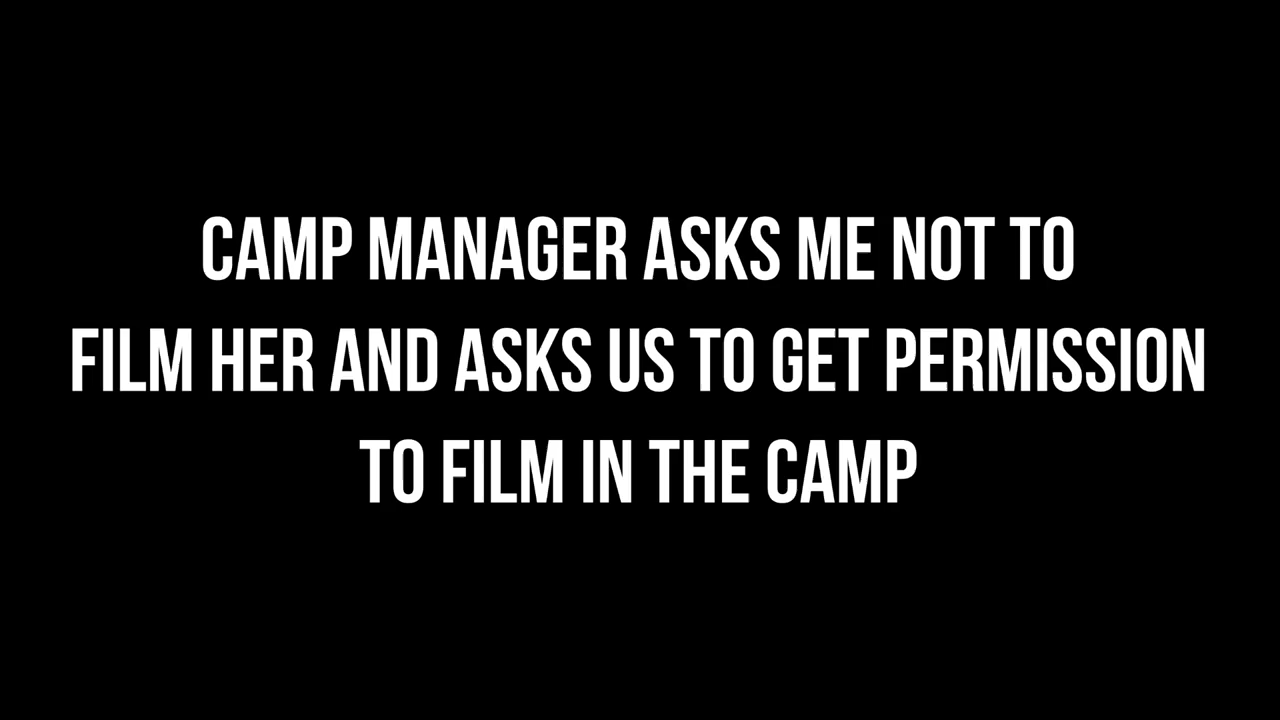 CAMP MANAGER ASKS ME NOT TO
FILM HER AND ASKS US TO GET PERMISSION
TO FILM IN THE CAMP